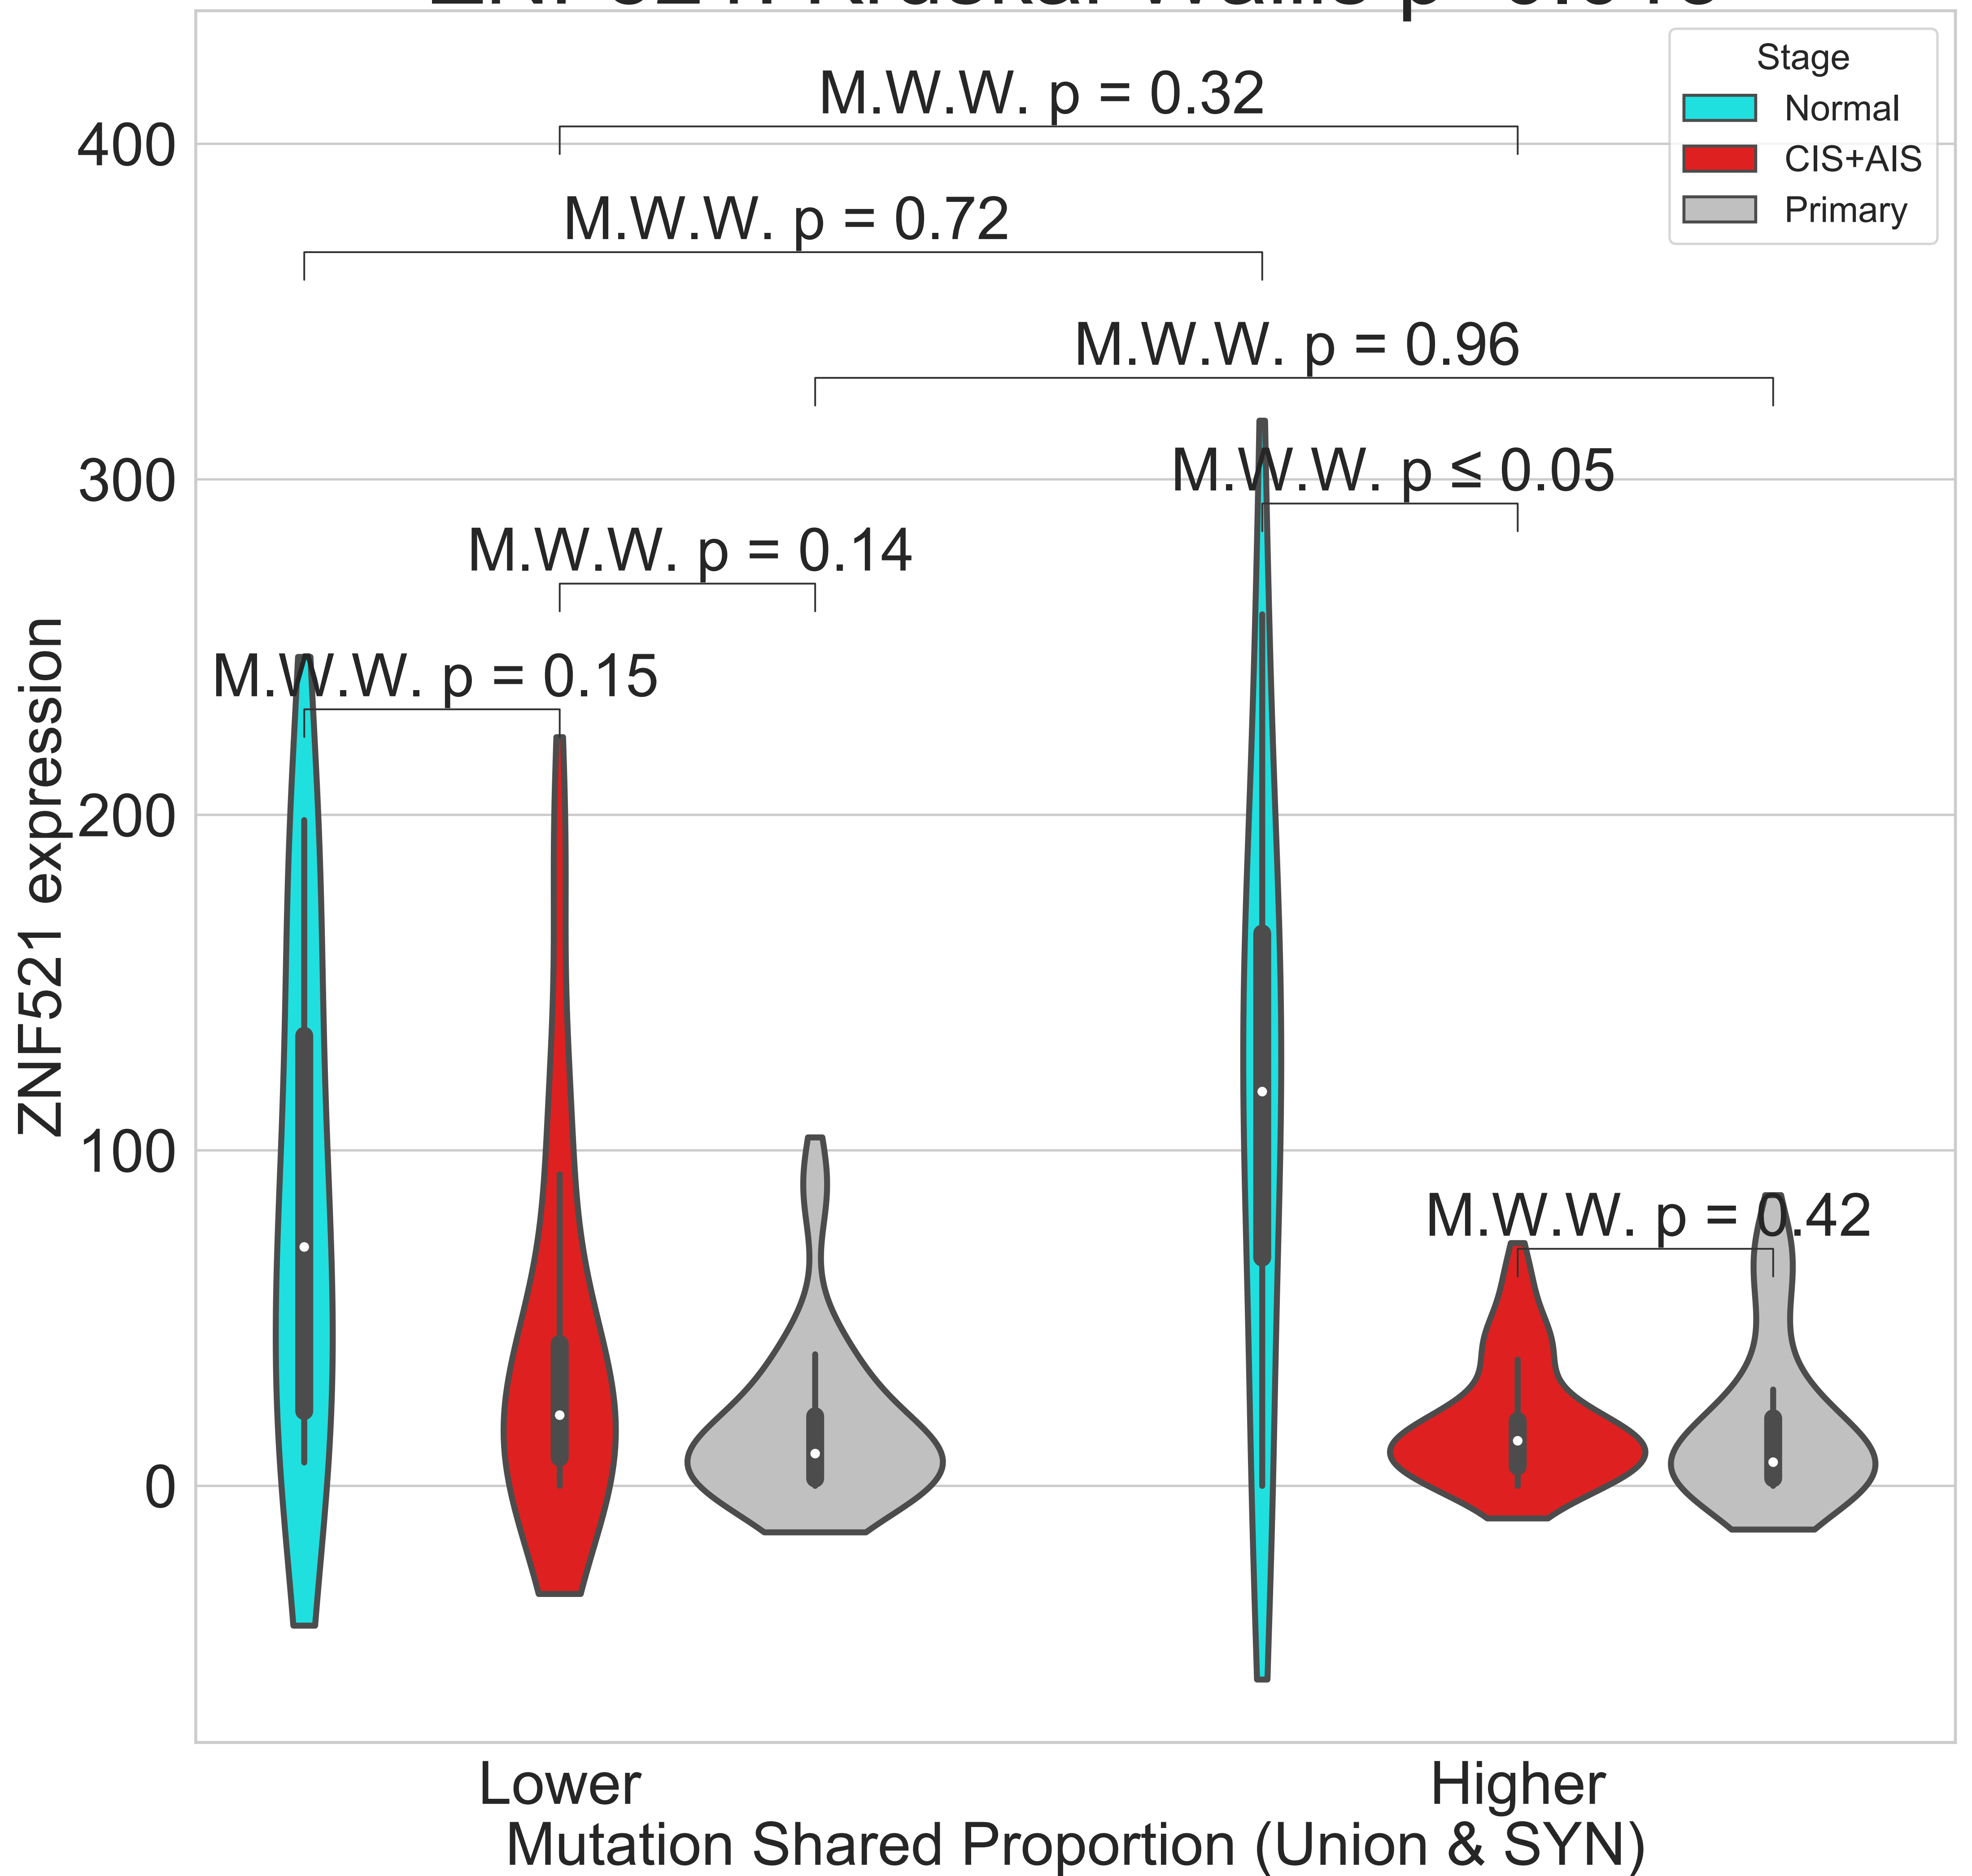 Stage
Normal
CIS+AIS
Primary
M.W.W. p = 0.32
M.W.W. p = 0.72
M.W.W. p = 0.96
M.W.W. p ≤ 0.05
M.W.W. p = 0.14
M.W.W. p = 0.15
M.W.W. p = 0.42
400
300
200
100
0
ZNF521 expression
Lower
Higher
Mutation Shared Proportion (Union & SYN)